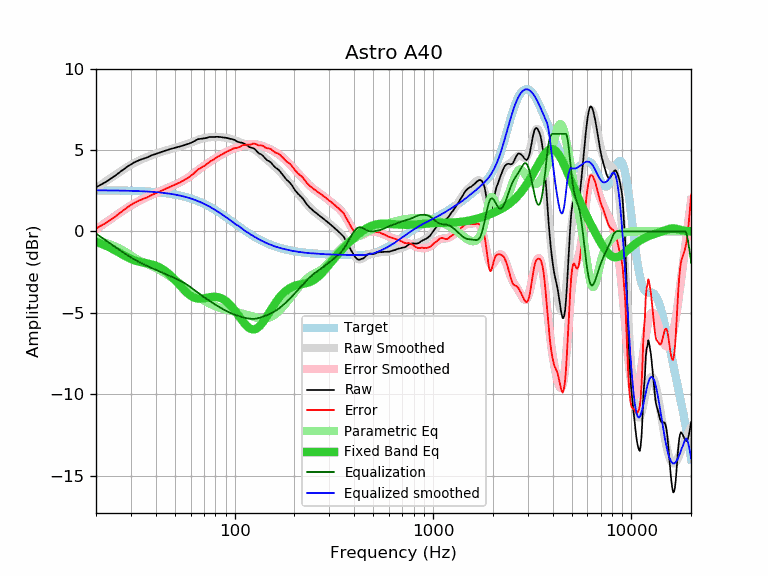 Astro A40
10
5
0
−5
−10
−15
Amplitude (dBr)
Target
Raw Smoothed
Error Smoothed
Raw
Error
Parametric Eq
Fixed Band Eq
Equalization
Equalized smoothed
100
1000
10000
Frequency (Hz)